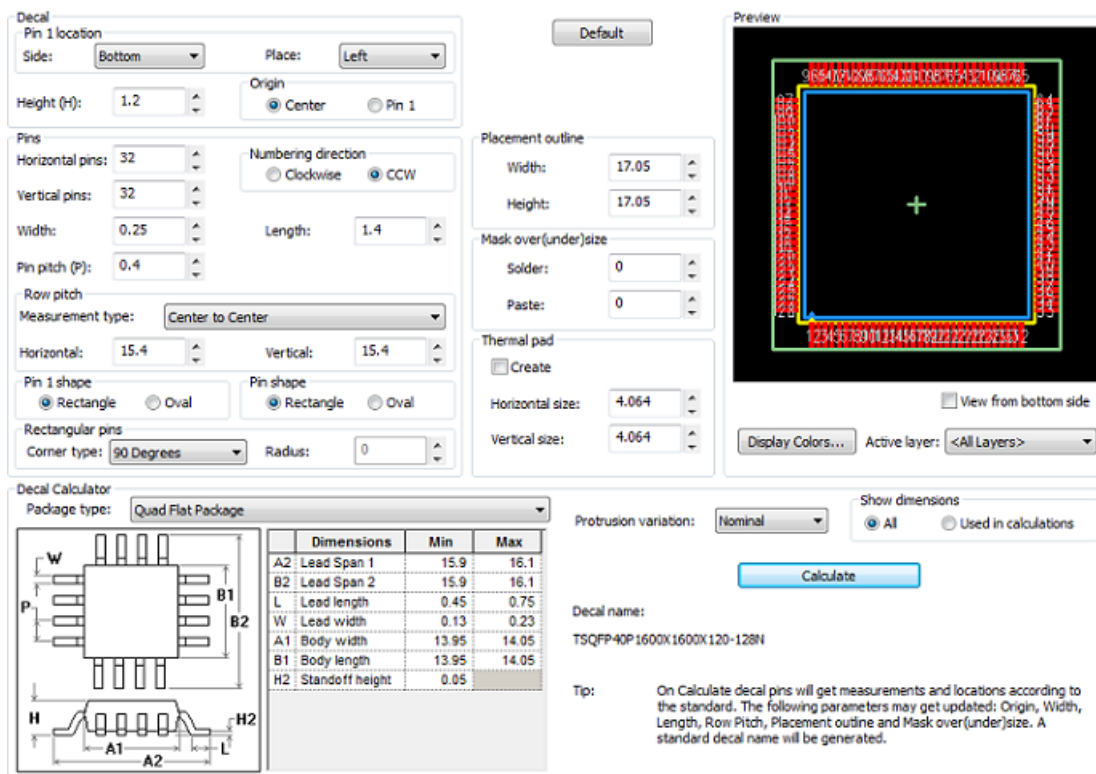 Decal
Pin 1 location
Side: Bottom Place: Left
Height (H): 1.2
Origin
Center Pin 1
Default
Pins
Horizontal pins: 32
Vertical pins: 32
Numbering direction
Clockwise CCW
Width: 0.25 Length: 1.4
Pin pitch (P): 0.4
Row pitch
Measurement type: Center to Center
Horizontal: 15.4 Vertical: 15.4
Pin 1 shape
Rectangle Oval
Pin shape
Rectangle Oval
Rectangular pins
Corner type: 90 Degrees Radius: 0
Placement outline
Width: 17.05
Height: 17.05
Mask over(under)size
Solder: 0
Paste: 0
Thermal pad
Create
Horizontal size: 4.064
Vertical size: 4.064
Preview
View from bottom side
Display Colors... Active layer: <All Layers>
Decal Calculator
Package type: Quad Flat Package
W
P
B1
B2
H
H2
A1
L
A2
Dimensions Min Max
A2 Lead Span 1 15.9 16.1
B2 Lead Span 2 15.9 16.1
L Lead length 0.45 0.75
W Lead width 0.13 0.23
A1 Body width 13.95 14.05
B1 Body length 13.95 14.05
H2 Standoff height 0.05
Protrusion variation: Nominal
Show dimensions
All Used in calculations
Calculate
Decal name:
TSQFP40P1600X1600X120-128N
Tip: On Calculate decal pins will get measurements and locations according to
the standard. The following parameters may get updated: Origin, Width,
Length, Row Pitch, Placement outline and Mask over(under)size. A
standard decal name will be generated.